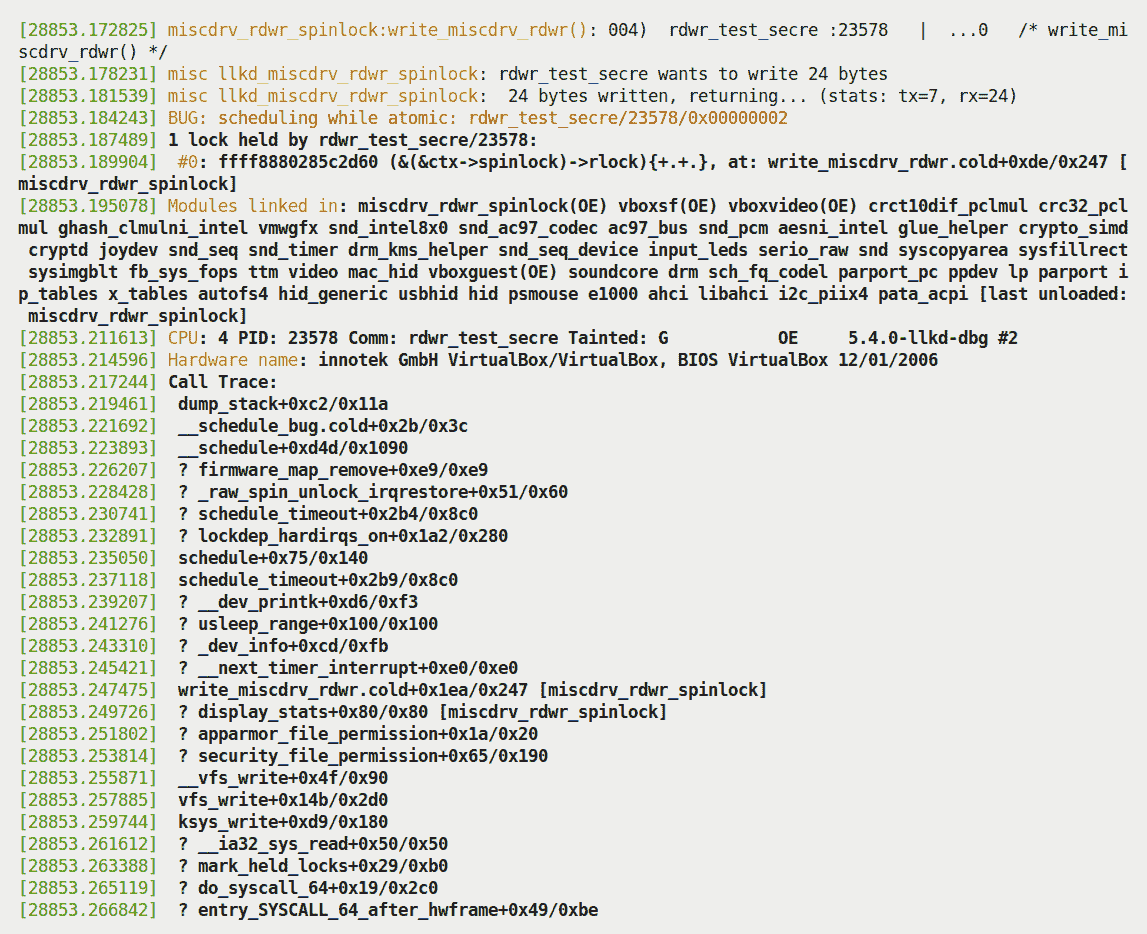 [28853.172825] miscdrv_rdwr_spinlock:write_miscdrv_rdwr(): 004)  rdwr_test_secre :23578   |  ...0   /* write_mi
scdrv_rdwr() */
[28853.178231] misc llkd_miscdrv_rdwr_spinlock: rdwr_test_secre wants to write 24 bytes
[28853.181539] misc llkd_miscdrv_rdwr_spinlock:  24 bytes written, returning... (stats: tx=7, rx=24)
[28853.184243] BUG: scheduling while atomic: rdwr_test_secre/23578/0x00000002
[28853.187489] 1 lock held by rdwr_test_secre/23578:
[28853.189904]  #0: ffff8880285c2d60 (&(&ctx->spinlock)->rlock){+.+.}, at: write_miscdrv_rdwr.cold+0xde/0x247 [
miscdrv_rdwr_spinlock]
[28853.195078] Modules linked in: miscdrv_rdwr_spinlock(OE) vboxsf(OE) vboxvideo(OE) crct10dif_pclmul crc32_pcl
mul ghash_clmulni_intel vmwgfx snd_intel8x0 snd_ac97_codec ac97_bus snd_pcm aesni_intel glue_helper crypto_simd
 cryptd joydev snd_seq snd_timer drm_kms_helper snd_seq_device input_leds serio_raw snd syscopyarea sysfillrect
 sysimgblt fb_sys_fops ttm video mac_hid vboxguest(OE) soundcore drm sch_fq_codel parport_pc ppdev lp parport i
p_tables x_tables autofs4 hid_generic usbhid hid psmouse e1000 ahci libahci i2c_piix4 pata_acpi [last unloaded:
 miscdrv_rdwr_spinlock]
[28853.211613] CPU: 4 PID: 23578 Comm: rdwr_test_secre Tainted: G           OE     5.4.0-llkd-dbg #2
[28853.214596] Hardware name: innotek GmbH VirtualBox/VirtualBox, BIOS VirtualBox 12/01/2006
[28853.217244] Call Trace:
[28853.219461]  dump_stack+0xc2/0x11a
[28853.221692]  __schedule_bug.cold+0x2b/0x3c
[28853.223893]  __schedule+0xd4d/0x1090
[28853.226207]  ? firmware_map_remove+0xe9/0xe9
[28853.228428]  ? _raw_spin_unlock_irqrestore+0x51/0x60
[28853.230741]  ? schedule_timeout+0x2b4/0x8c0
[28853.232891]  ? lockdep_hardirqs_on+0x1a2/0x280
[28853.235050]  schedule+0x75/0x140
[28853.237118]  schedule_timeout+0x2b9/0x8c0
[28853.239207]  ? __dev_printk+0xd6/0xf3
[28853.241276]  ? usleep_range+0x100/0x100
[28853.243310]  ? _dev_info+0xcd/0xfb
[28853.245421]  ? __next_timer_interrupt+0xe0/0xe0
[28853.247475]  write_miscdrv_rdwr.cold+0x1ea/0x247 [miscdrv_rdwr_spinlock]
[28853.249726]  ? display_stats+0x80/0x80 [miscdrv_rdwr_spinlock]
[28853.251802]  ? apparmor_file_permission+0x1a/0x20
[28853.253814]  ? security_file_permission+0x65/0x190
[28853.255871]  __vfs_write+0x4f/0x90
[28853.257885]  vfs_write+0x14b/0x2d0
[28853.259744]  ksys_write+0xd9/0x180
[28853.261612]  ? __ia32_sys_read+0x50/0x50
[28853.263388]  ? mark_held_locks+0x29/0xb0
[28853.265119]  ? do_syscall_64+0x19/0x2c0
[28853.266842]  ? entry_SYSCALL_64_after_hwframe+0x49/0xbe